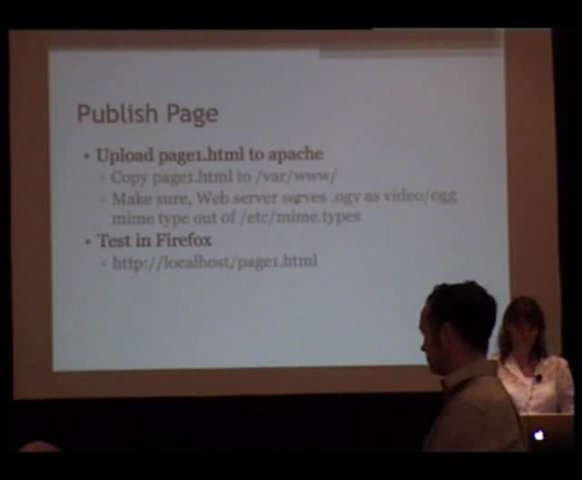 Publish Page
• Upload page1.html to apache
◦ Copy page1.html to /var/www/
◦ Make sure, Web server serves .ogv as video/ogg
mime type out of /etc/mime.types
• Test in Firefox
◦ http://localhost/page1.html